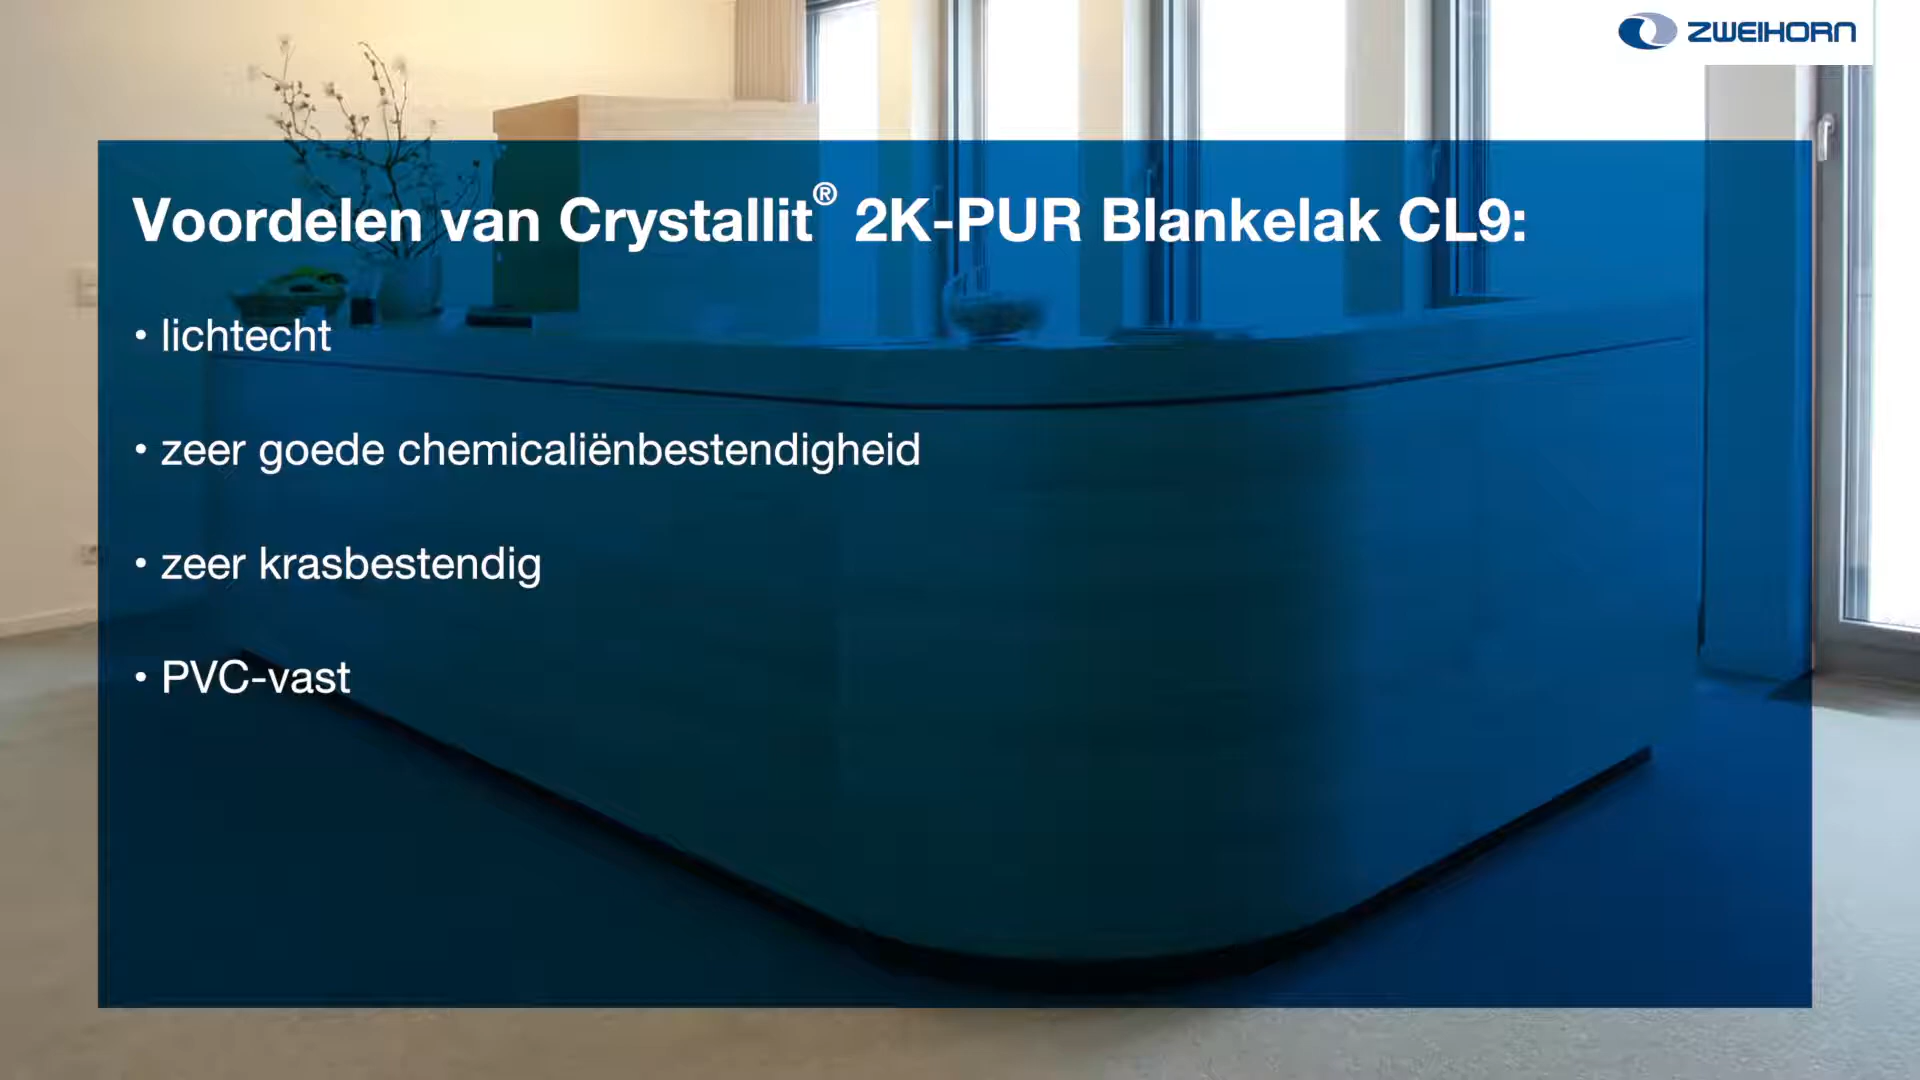 ZWEIHORN
Voordelen van Crystallit® 2K-PUR Blankelak CL9:
• lichtecht
• zeer goede chemicaliënbestendigheid
• zeer krasbestendig
• PVC-vast